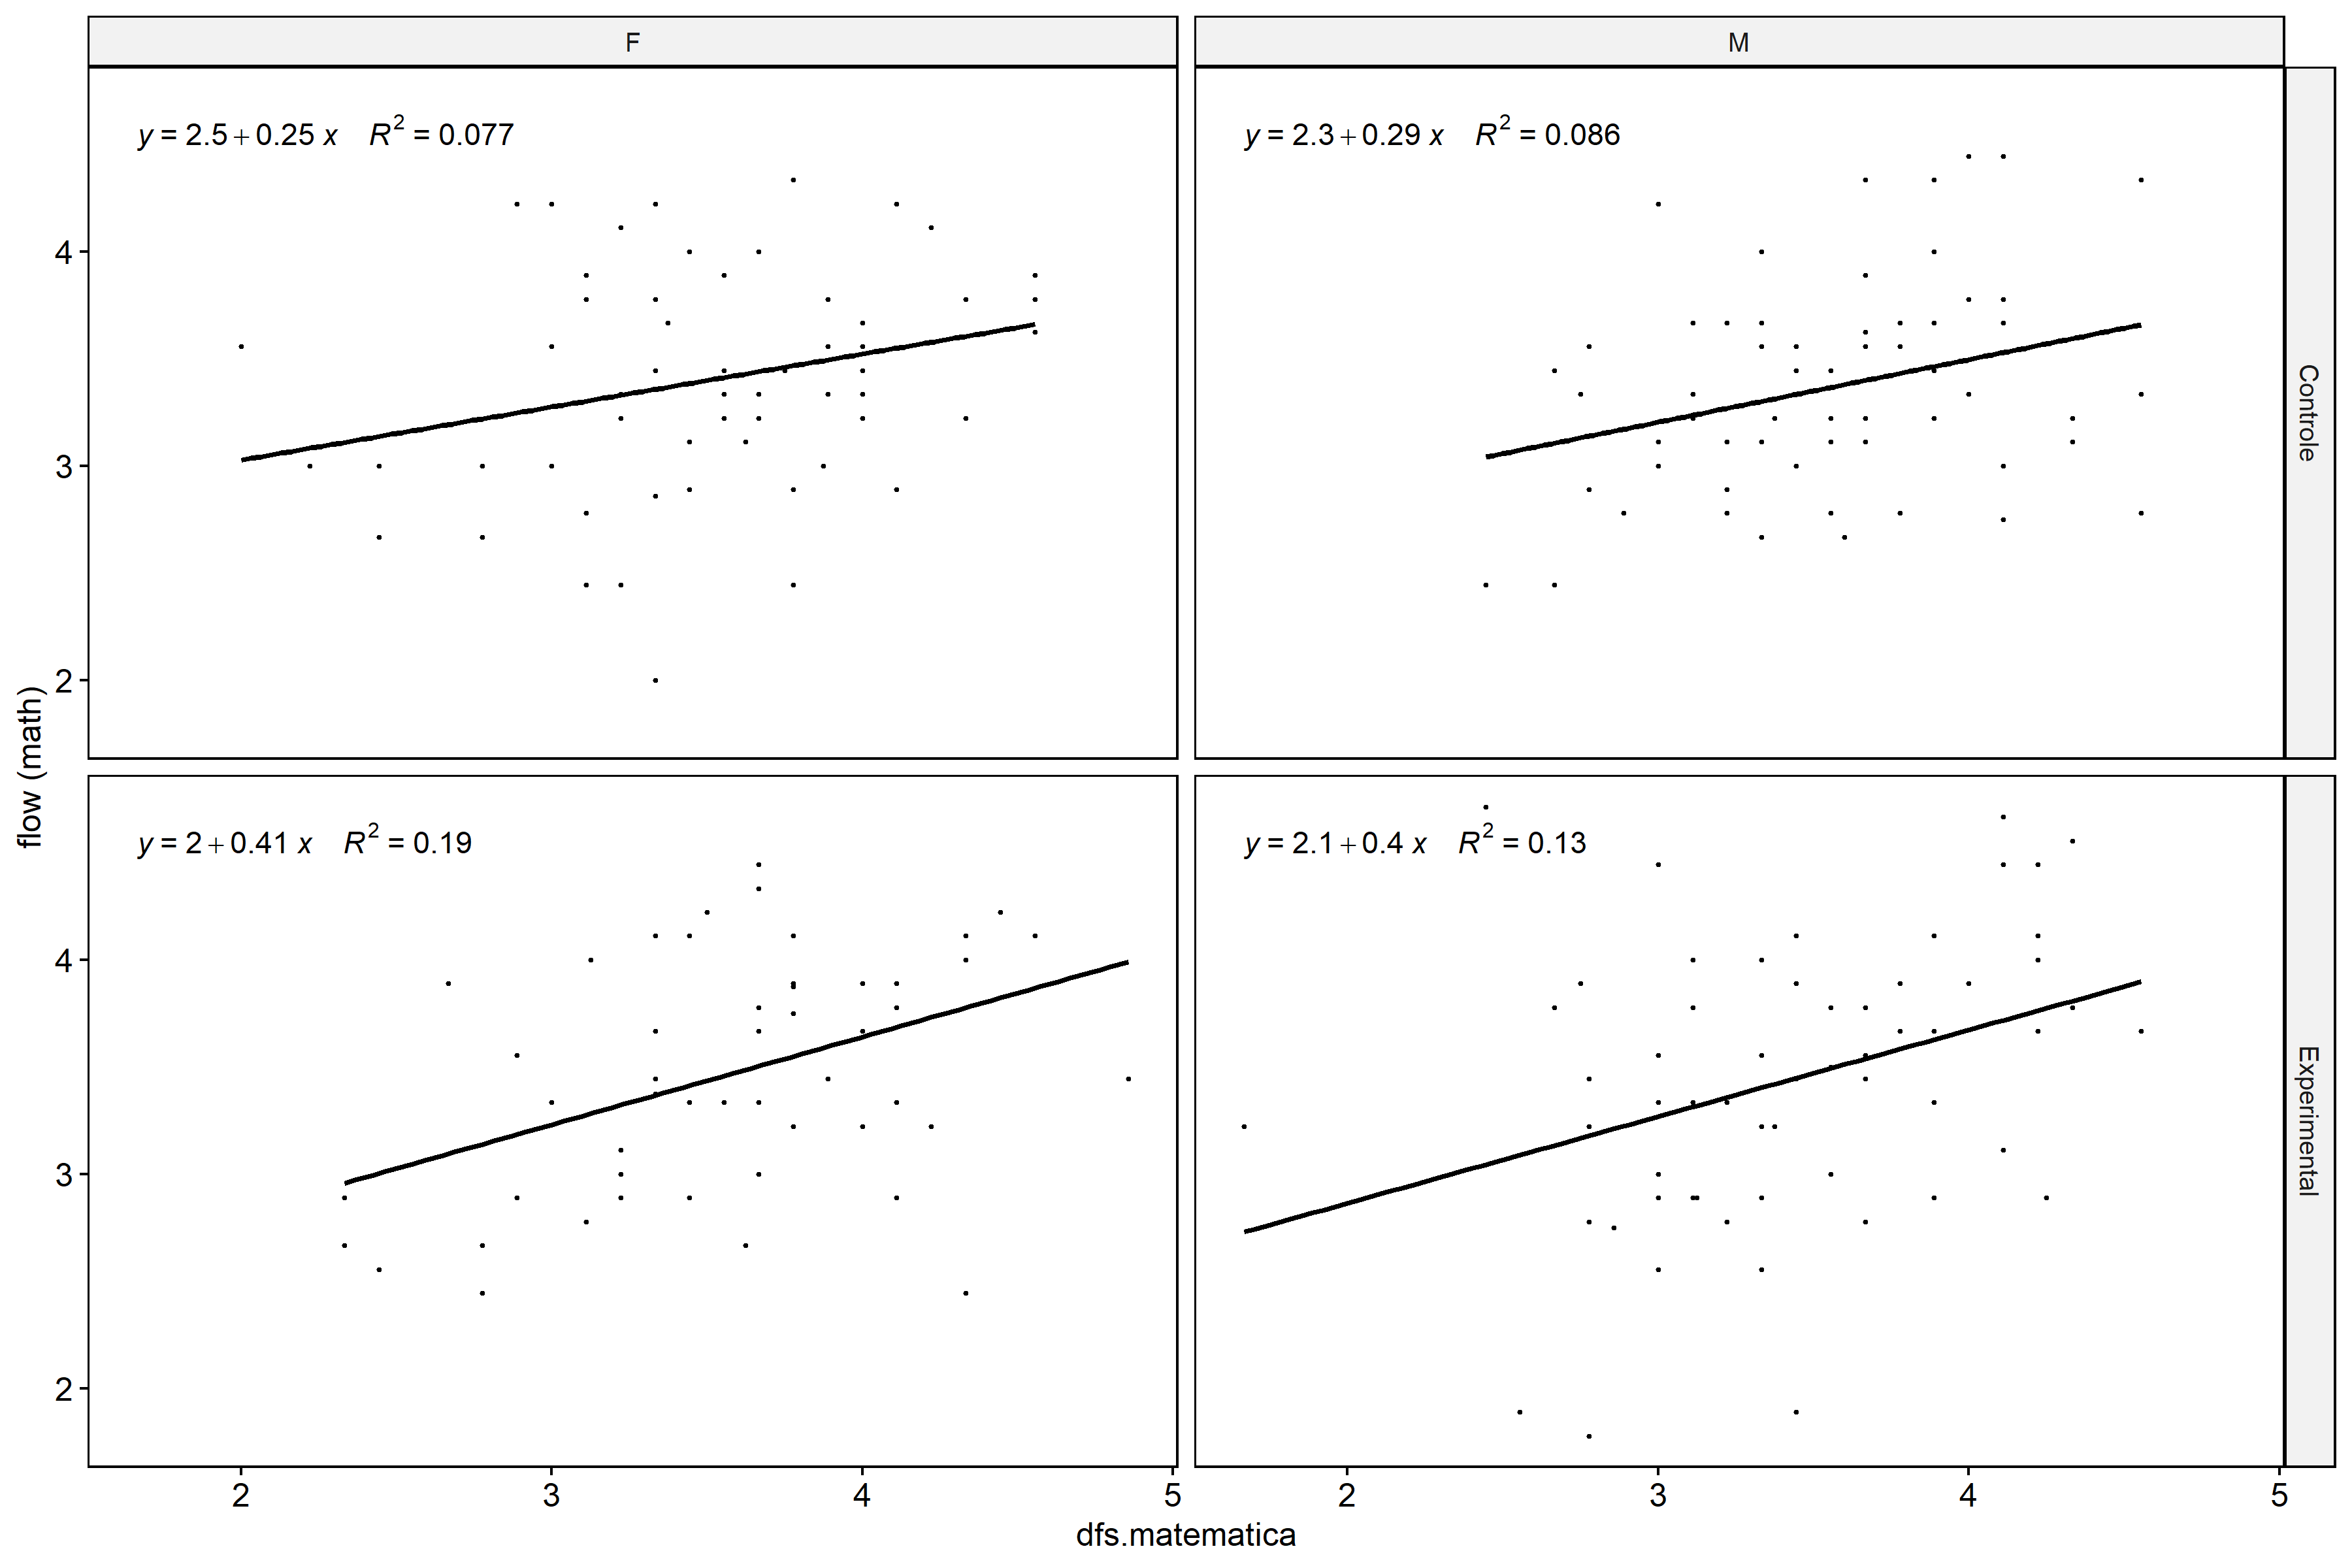 F
M
y = 2.5 + 0.25 x R² = 0.077
y = 2.3 + 0.29 x R² = 0.086
4
3
2
Controle
flow (math)
y = 2 + 0.41 x R² = 0.19
y = 2.1 + 0.4 x R² = 0.13
4
3
2
Experimental
2 3 4 5
2 3 4 5
dfs.matematica